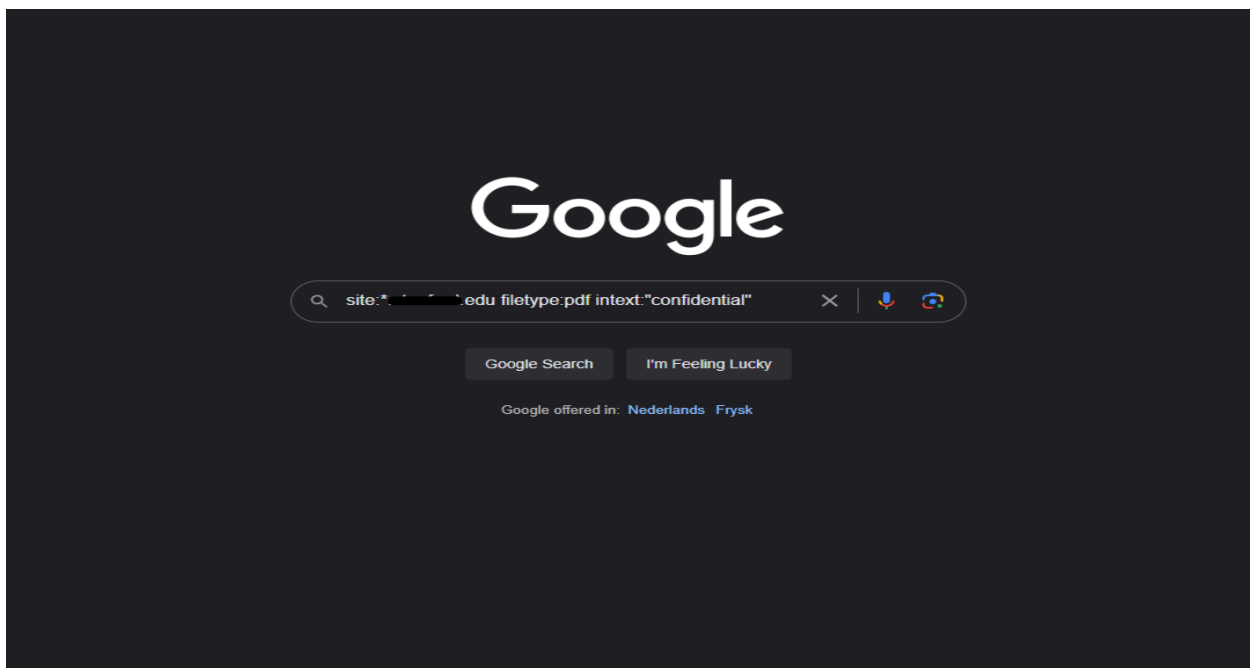 Google
site:*. .edu filetype:pdf intext:"confidential"
Google Search I'm Feeling Lucky
Google offered in: Nederlands Frysk